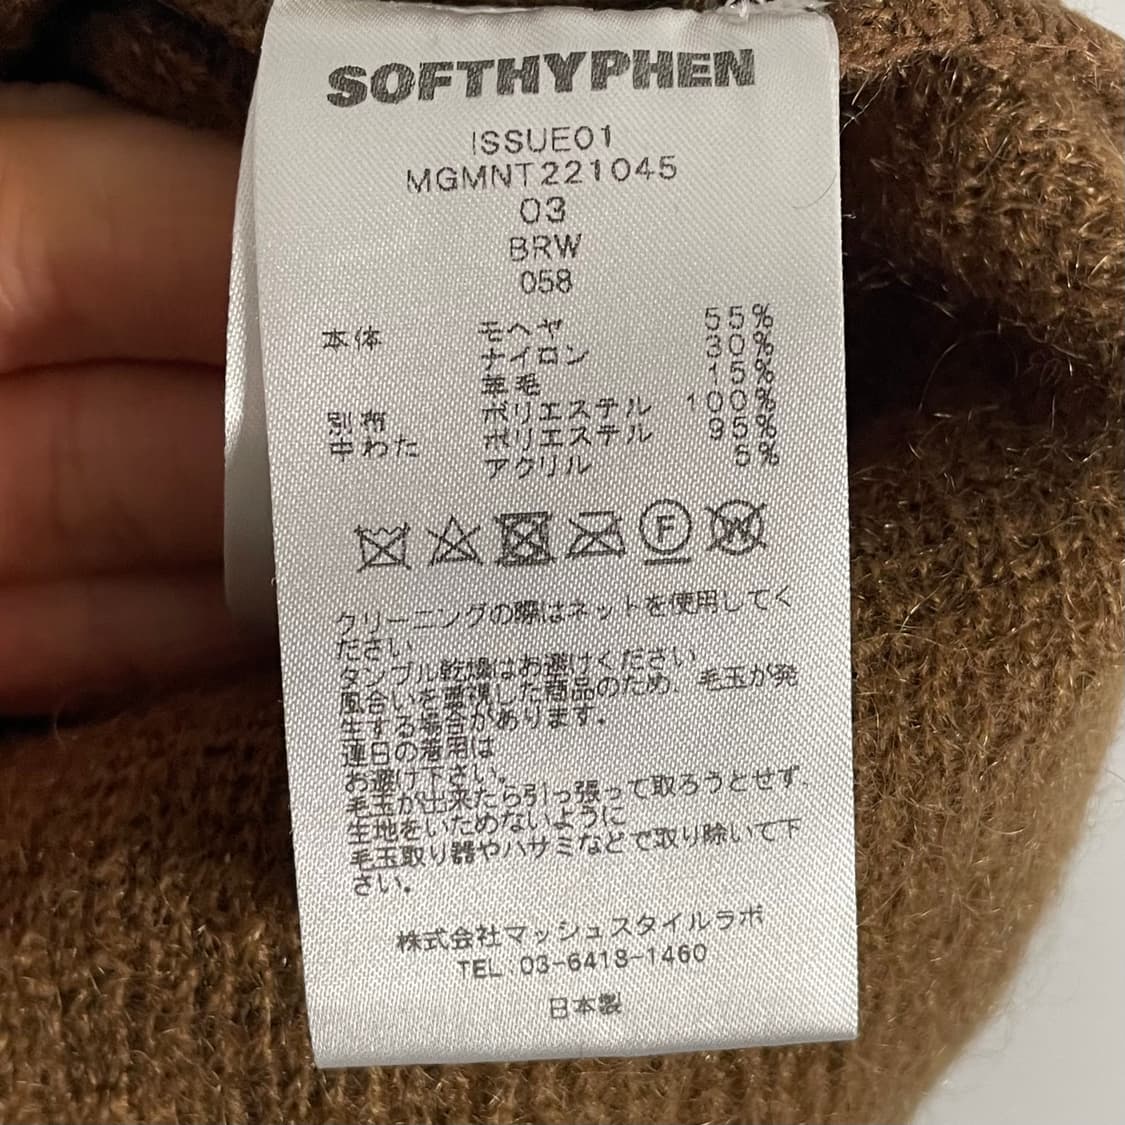 SOFTHYPHEN
ISSUE01
MGMNT221045
03
BRW
058
本体 モヘヤ 55%
ナイロン 30%
羊毛 15%
別布 ポリエステル 100%
中わた ポリエステル 95%
アクリル 5%
F W
クリーニングの際はネットを使用してく
ださい
タンブル乾燥はお避けください
風合いを重視した商品のため、毛玉が発
生する場合があります。
連日の着用は
お避け下さい。
毛玉が出来たら引っ張って取ろうとせず、
生地をいためないように
毛玉取り器やハサミなどで取り除いて下
さい。
株式会社マッシュスタイルラボ
TEL:03-6413-1460
日本製